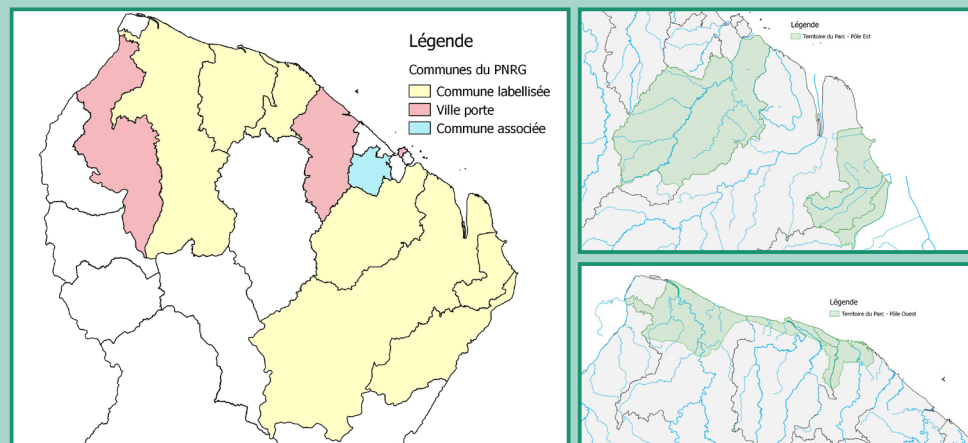 Légende
Communes du PNRG
Commune labellisée
Ville porte
Commune associée
Légende
Territoire du Parc - Pôle Est
Légende
Territoire du Parc - Pôle Ouest